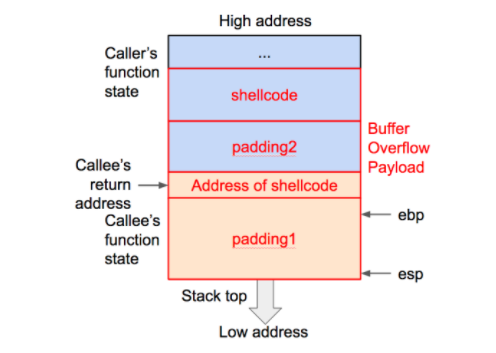 High address
Caller's
function
state
...
shellcode
padding2
Buffer
Overflow
Payload
Callee's
return
address
Address of shellcode
Callee's
function
state
padding1
ebp
esp
Stack top
Low address